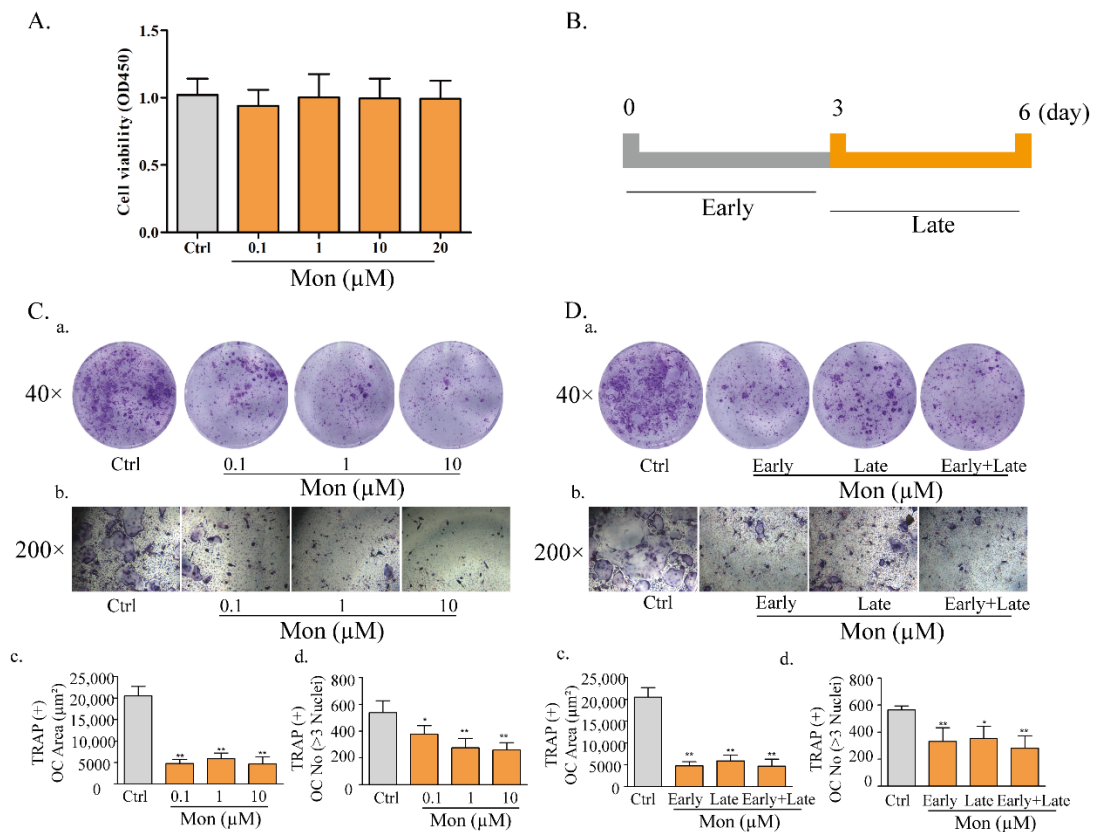 A.
Cell viability (OD450)
1.5
1.0
0.5
0.0
Ctrl 0.1 1 10 20
Mon (µM)
B.
0 3 6 (day)
Early
Late
C.
a.
40×
Ctrl 0.1 1 10
Mon (µM)
b.
200×
Ctrl 0.1 1 10
Mon (µM)
c.
TRAP (+)
OC Area (µm²)
25,000
20,000
15,000
10,000
5000
0
** ** **
0.1 1 10
Ctrl
Mon (µM)
d.
TRAP (+)
OC No (>3 Nuclei)
800
600
400
200
0
* ** **
Ctrl 0.1 1 10
Mon (µM)
D.
a.
40×
Ctrl Early Late Early+Late
Mon (µM)
b.
200×
Ctrl Early Late Early+Late
Mon (µM)
c.
TRAP (+)
OC Area (µm²)
25,000
20,000
15,000
10,000
5000
0
** ** **
Ctrl Early Late Early+Late
Mon (µM)
d.
TRAP (+)
OC No (>3 Nuclei)
800
600
400
200
0
** * **
Ctrl Early Late Early+Late
Mon (µM)